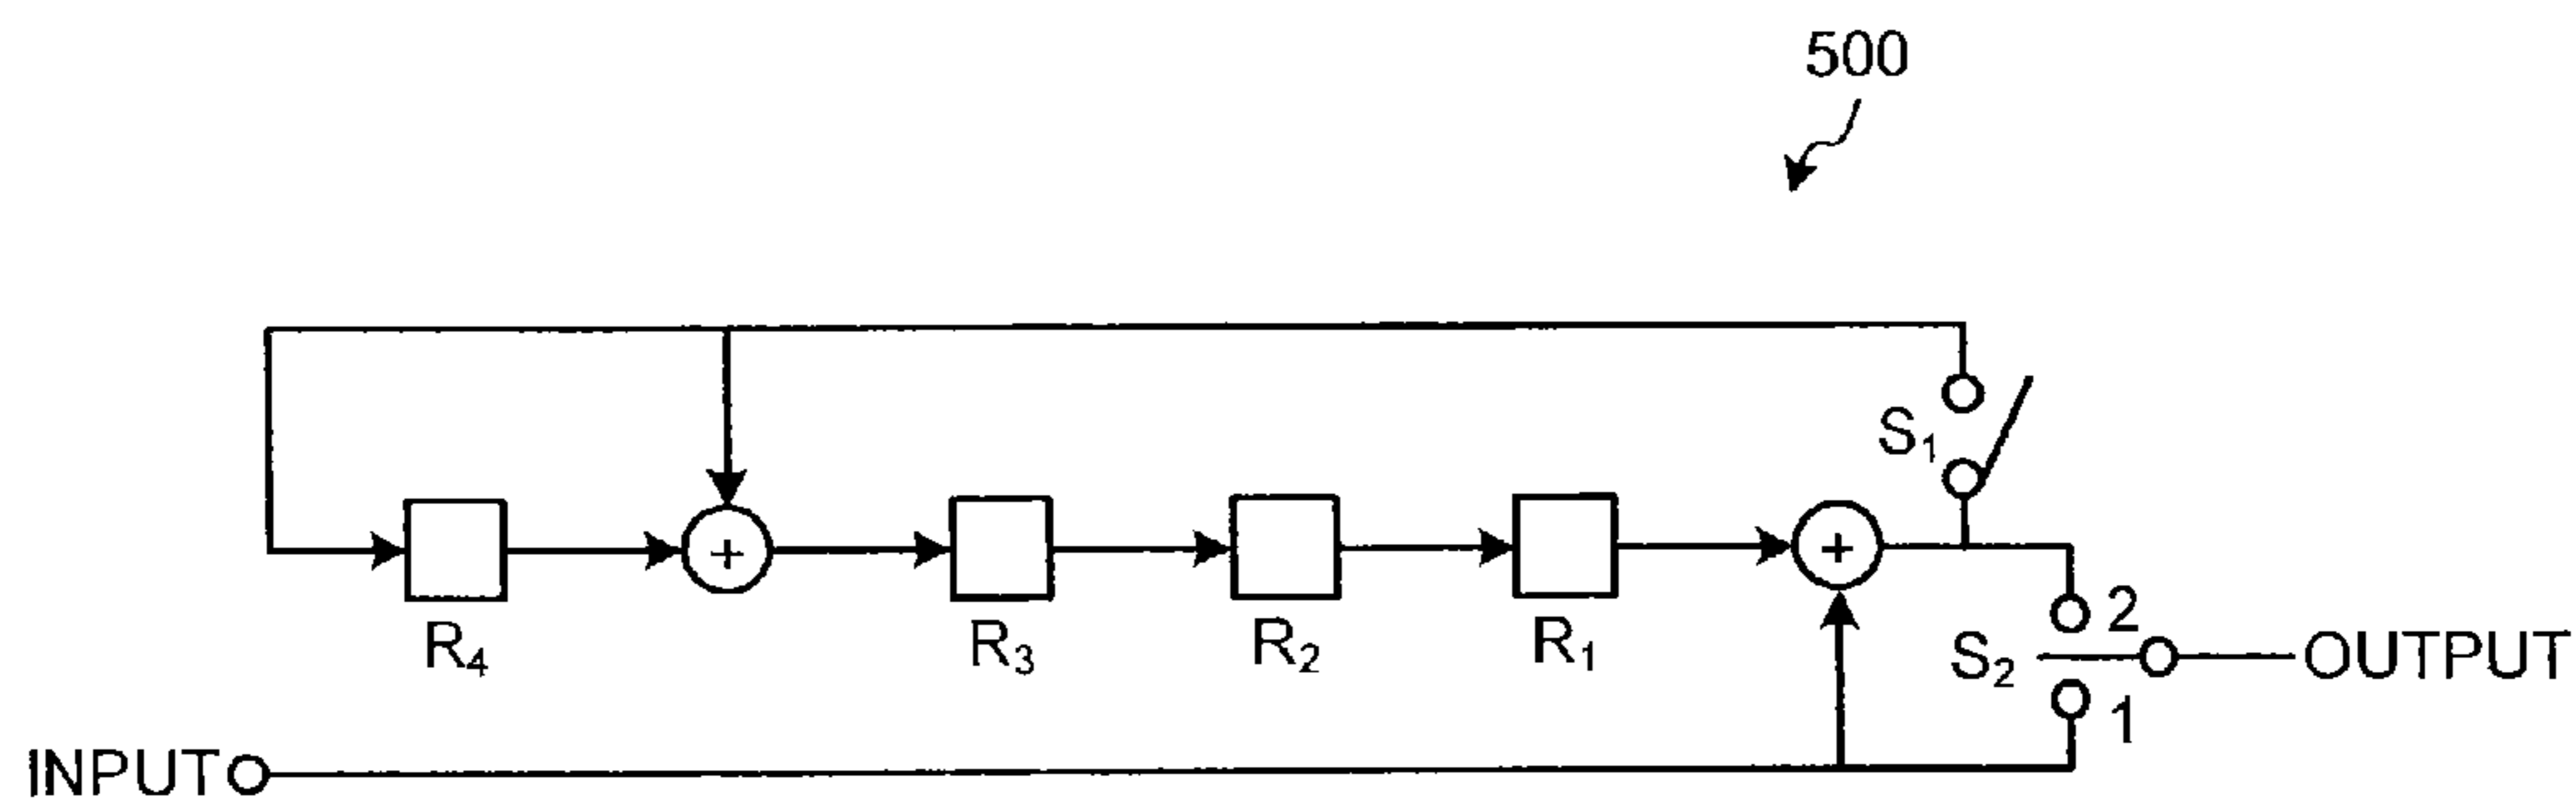 500
S₁
+
+
R₄
R₃
R₂
R₁
2
S₂
OUTPUT
1
INPUT